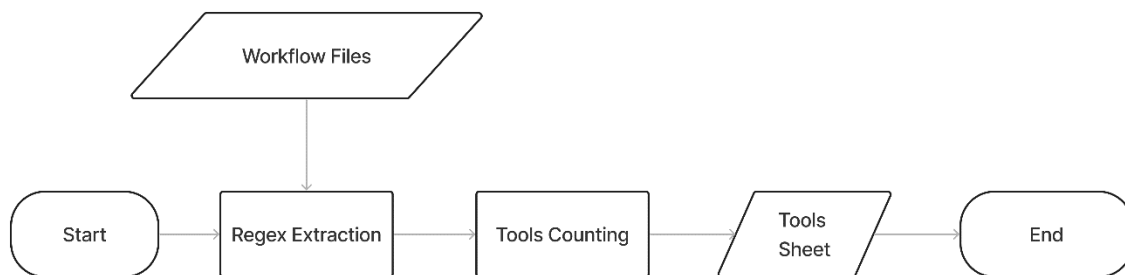 Workflow Files
Start
Regex Extraction
Tools Counting
Tools
Sheet
End